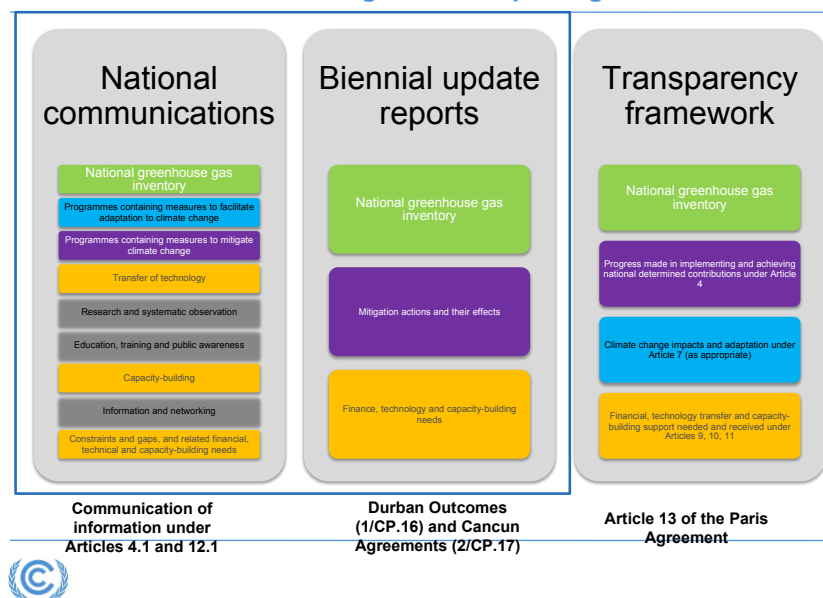 National
communications
National greenhouse gas
inventory
Programmes containing measures to facilitate
adaptation to climate change
Programmes containing measures to mitigate
climate change
Transfer of technology
Research and systematic observation
Education, training and public awareness
Capacity-building
Information and networking
Constraints and gaps, and related financial,
technical and capacity-building needs
Communication of
information under
Articles 4.1 and 12.1
Biennial update
reports
National greenhouse gas
inventory
Mitigation actions and their effects
Finance, technology and capacity-building
needs
Durban Outcomes
(1/CP.16) and Cancun
Agreements (2/CP.17)
Transparency
framework
National greenhouse gas
inventory
Progress made in implementing and achieving
national determined contributions under Article
4
Climate change impacts and adaptation under
Article 7 (as appropriate)
Financial, technology transfer and capacity-
building support needed and received under
Articles 9, 10, 11
Article 13 of the Paris
Agreement